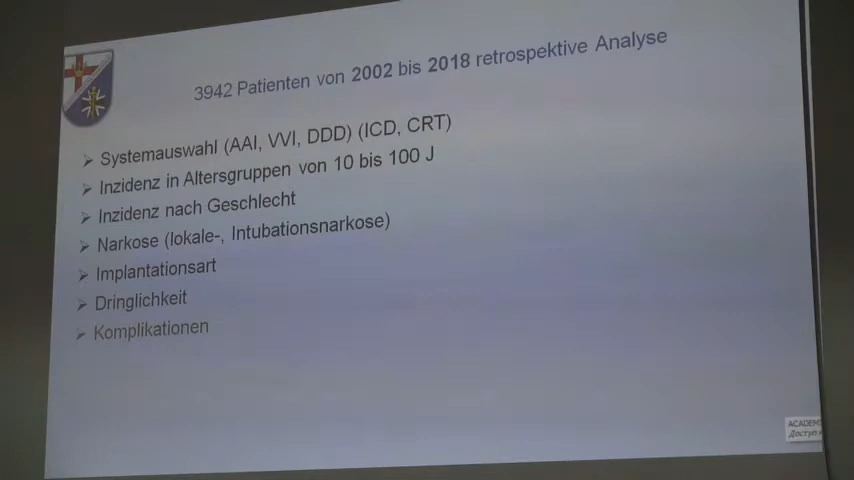 3942 Patienten von 2002 bis 2018 retrospektive Analyse
Systemauswahl (AAI, VVI, DDD) (ICD, CRT)
Inzidenz in Altersgruppen von 10 bis 100 J
Inzidenz nach Geschlecht
Narkose (lokale-, Intubationsnarkose)
Implantationsart
Dringlichkeit
Komplikationen
Доступ